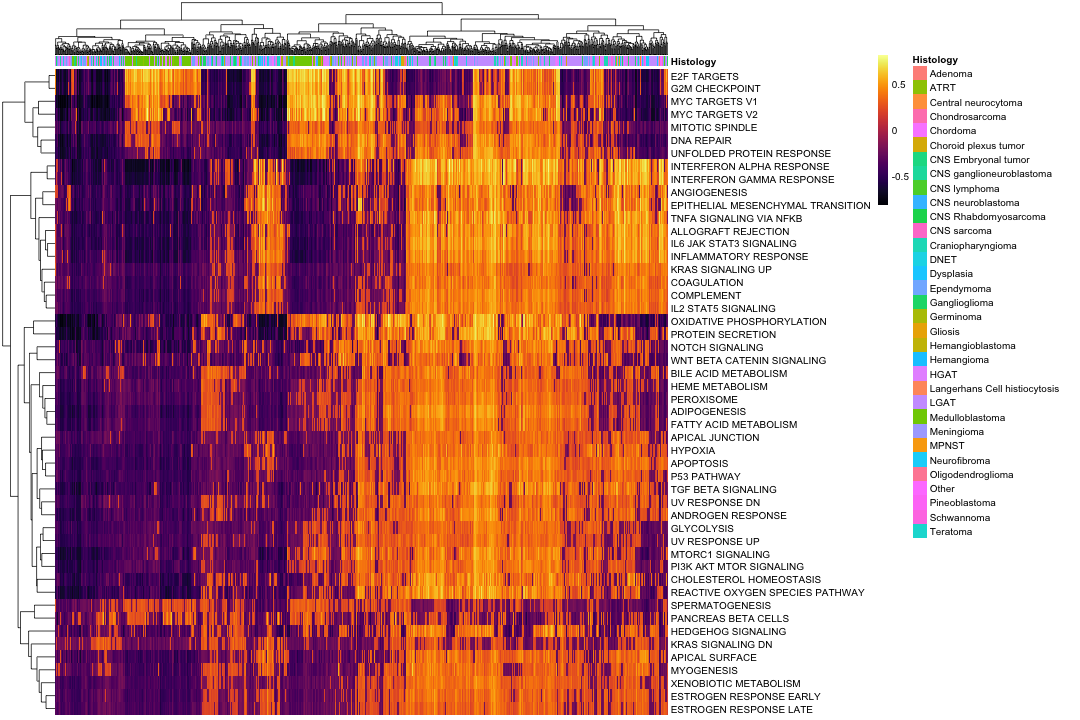 Histology
E2F TARGETS
G2M CHECKPOINT
MYC TARGETS V1
MYC TARGETS V2
MITOTIC SPINDLE
DNA REPAIR
UNFOLDED PROTEIN RESPONSE
INTERFERON ALPHA RESPONSE
INTERFERON GAMMA RESPONSE
ANGIOGENESIS
EPITHELIAL MESENCHYMAL TRANSITION
TNFA SIGNALING VIA NFKB
ALLOGRAFT REJECTION
IL6 JAK STAT3 SIGNALING
INFLAMMATORY RESPONSE
KRAS SIGNALING UP
COAGULATION
COMPLEMENT
IL2 STAT5 SIGNALING
OXIDATIVE PHOSPHORYLATION
PROTEIN SECRETION
NOTCH SIGNALING
WNT BETA CATENIN SIGNALING
BILE ACID METABOLISM
HEME METABOLISM
PEROXISOME
ADIPOGENESIS
FATTY ACID METABOLISM
APICAL JUNCTION
HYPOXIA
APOPTOSIS
P53 PATHWAY
TGF BETA SIGNALING
UV RESPONSE DN
ANDROGEN RESPONSE
GLYCOLYSIS
UV RESPONSE UP
MTORC1 SIGNALING
PI3K AKT MTOR SIGNALING
CHOLESTEROL HOMEOSTASIS
REACTIVE OXYGEN SPECIES PATHWAY
SPERMATOGENESIS
PANCREAS BETA CELLS
HEDGEHOG SIGNALING
KRAS SIGNALING DN
APICAL SURFACE
MYOGENESIS
XENOBIOTIC METABOLISM
ESTROGEN RESPONSE EARLY
ESTROGEN RESPONSE LATE
0.5
0
-0.5
Histology
Adenoma
ATRT
Central neurocytoma
Chondrosarcoma
Chordoma
Choroid plexus tumor
CNS Embryonal tumor
CNS ganglioneuroblastoma
CNS lymphoma
CNS neuroblastoma
CNS Rhabdomyosarcoma
CNS sarcoma
Craniopharyngioma
DNET
Dysplasia
Ependymoma
Ganglioglioma
Germinoma
Gliosis
Hemangioblastoma
Hemangioma
HGAT
Langerhans Cell histiocytosis
LGAT
Medulloblastoma
Meningioma
MPNST
Neurofibroma
Oligodendroglioma
Other
Pineoblastoma
Schwannoma
Teratoma